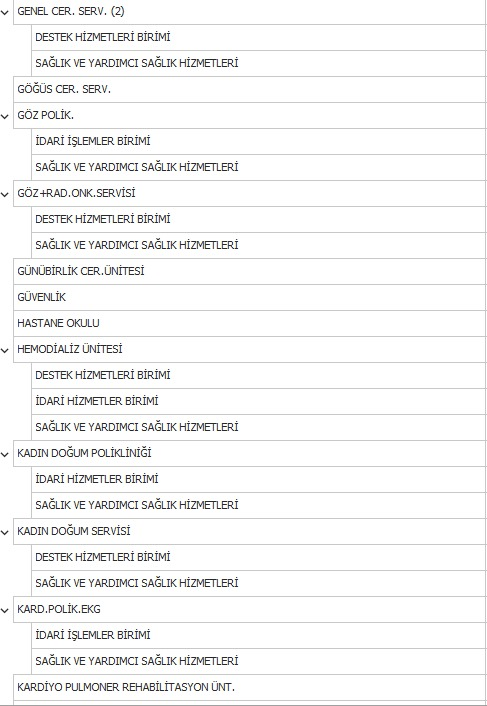 GENEL CER. SERV. (2)
DESTEK HİZMETLERİ BİRİMİ
SAĞLIK VE YARDIMCI SAĞLIK HİZMETLERİ
GÖĞÜS CER. SERV.
GÖZ POLİK.
İDARİ İŞLEMLER BİRİMİ
SAĞLIK VE YARDIMCI SAĞLIK HİZMETLERİ
GÖZ+RAD.ONK.SERVİSİ
DESTEK HİZMETLERİ BİRİMİ
SAĞLIK VE YARDIMCI SAĞLIK HİZMETLERİ
GÜNÜBİRLİK CER.ÜNİTESİ
GÜVENLİK
HASTANE OKULU
HEMODİALİZ ÜNİTESİ
DESTEK HİZMETLERİ BİRİMİ
İDARİ HİZMETLER BİRİMİ
SAĞLIK VE YARDIMCI SAĞLIK HİZMETLERİ
KADIN DOĞUM POLİKLİNİĞİ
İDARİ HİZMETLER BİRİMİ
SAĞLIK VE YARDIMCI SAĞLIK HİZMETLERİ
KADIN DOĞUM SERVİSİ
DESTEK HİZMETLERİ BİRİMİ
SAĞLIK VE YARDIMCI SAĞLIK HİZMETLERİ
KARD.POLİK.EKG
İDARİ İŞLEMLER BİRİMİ
SAĞLIK VE YARDIMCI SAĞLIK HİZMETLERİ
KARDİYO PULMONER REHABİLİTASYON ÜNT.